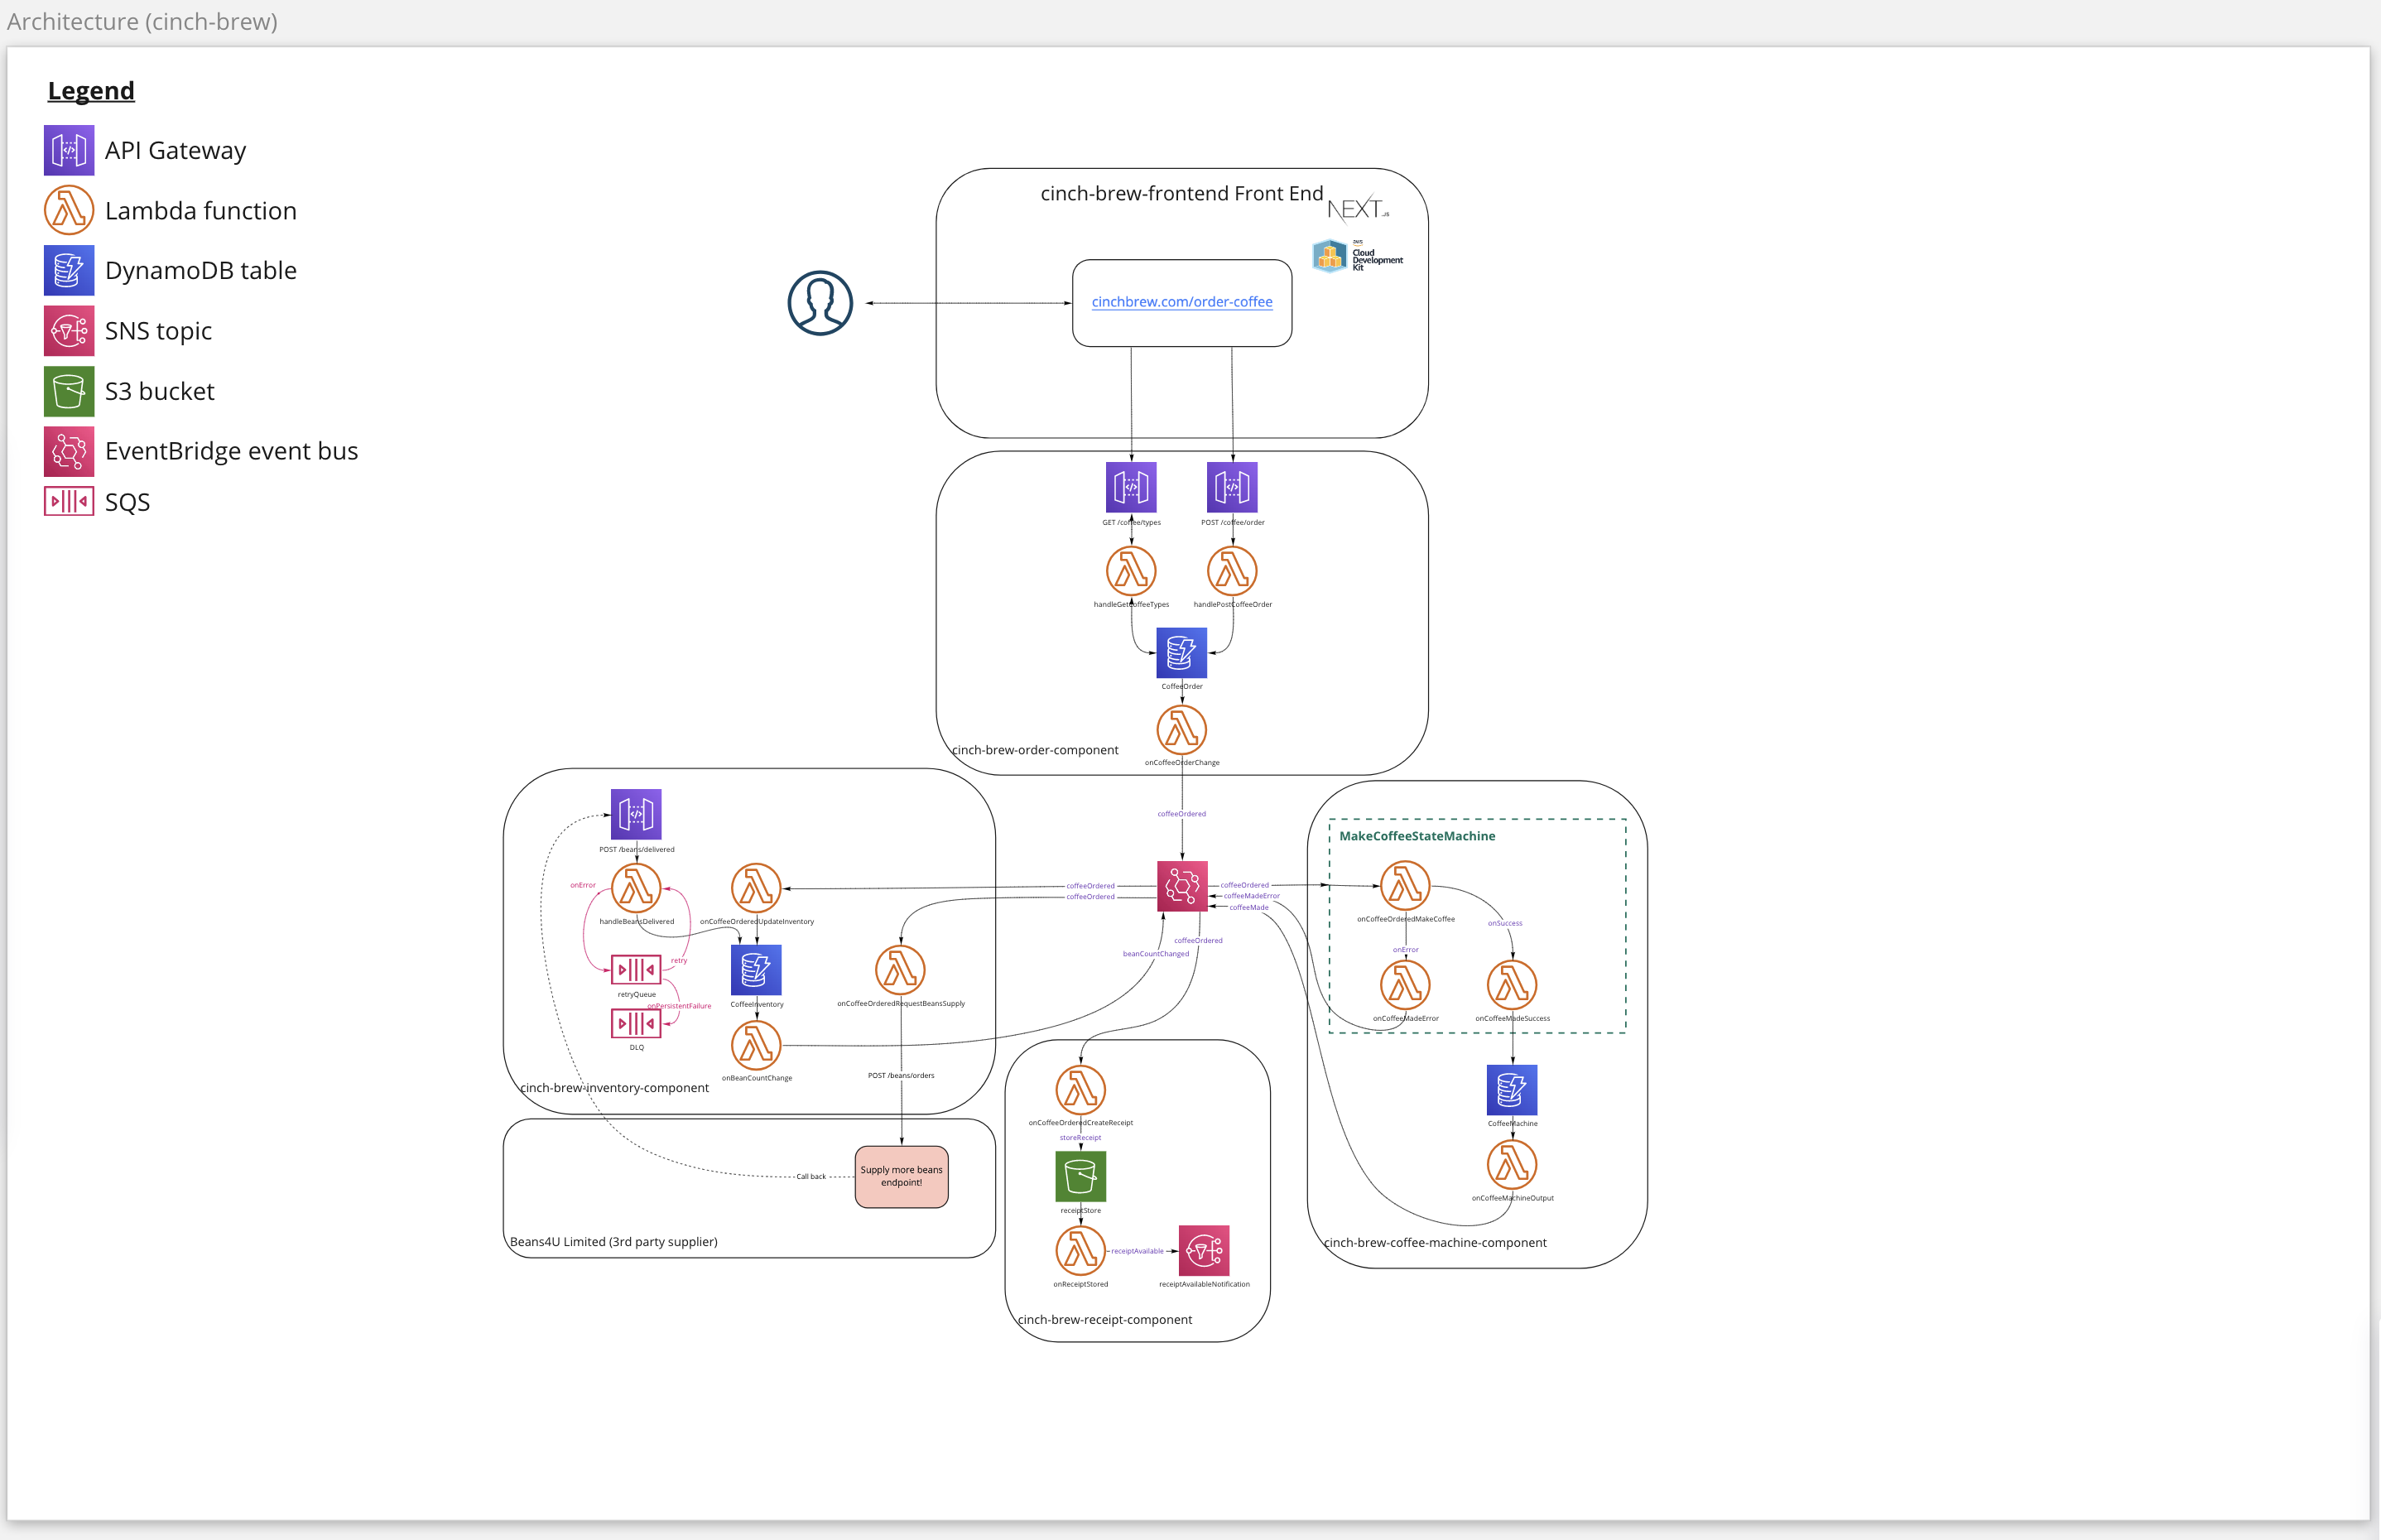 Architecture (cinch-brew)
Legend
API Gateway
Lambda function
DynamoDB table
SNS topic
S3 bucket
EventBridge event bus
SQS
cinch-brew-frontend Front End
NEXT.JS
AWS
Cloud
Development
Kit
cinchbrew.com/order-coffee
GET /coffee/types
POST /coffee/order
handleGetCoffeeTypes
handlePostCoffeeOrder
CoffeeOrder
onCoffeeOrderChange
cinch-brew-order-component
coffeeOrdered
POST /beans/delivered
onError
handleBeansDelivered
onCoffeeOrderedUpdateInventory
retry
retryQueue
onPersistentFailure
DLQ
CoffeeInventory
onBeanCountChange
onCoffeeOrderedRequestBeansSupply
POST /beans/orders
cinch-brew-inventory-component
coffeeOrdered
coffeeOrdered
coffeeOrdered
coffeeMadeError
coffeeMade
coffeeOrdered
beanCountChanged
Call back
Supply more beans
endpoint!
Beans4U Limited (3rd party supplier)
onCoffeeOrderedCreateReceipt
storeReceipt
receiptStore
receiptAvailable
onReceiptStored
receiptAvailableNotification
cinch-brew-receipt-component
MakeCoffeeStateMachine
onCoffeeOrderedMakeCoffee
onSuccess
onError
onCoffeeMadeError
onCoffeeMadeSuccess
CoffeeMachine
onCoffeeMachineOutput
cinch-brew-coffee-machine-component